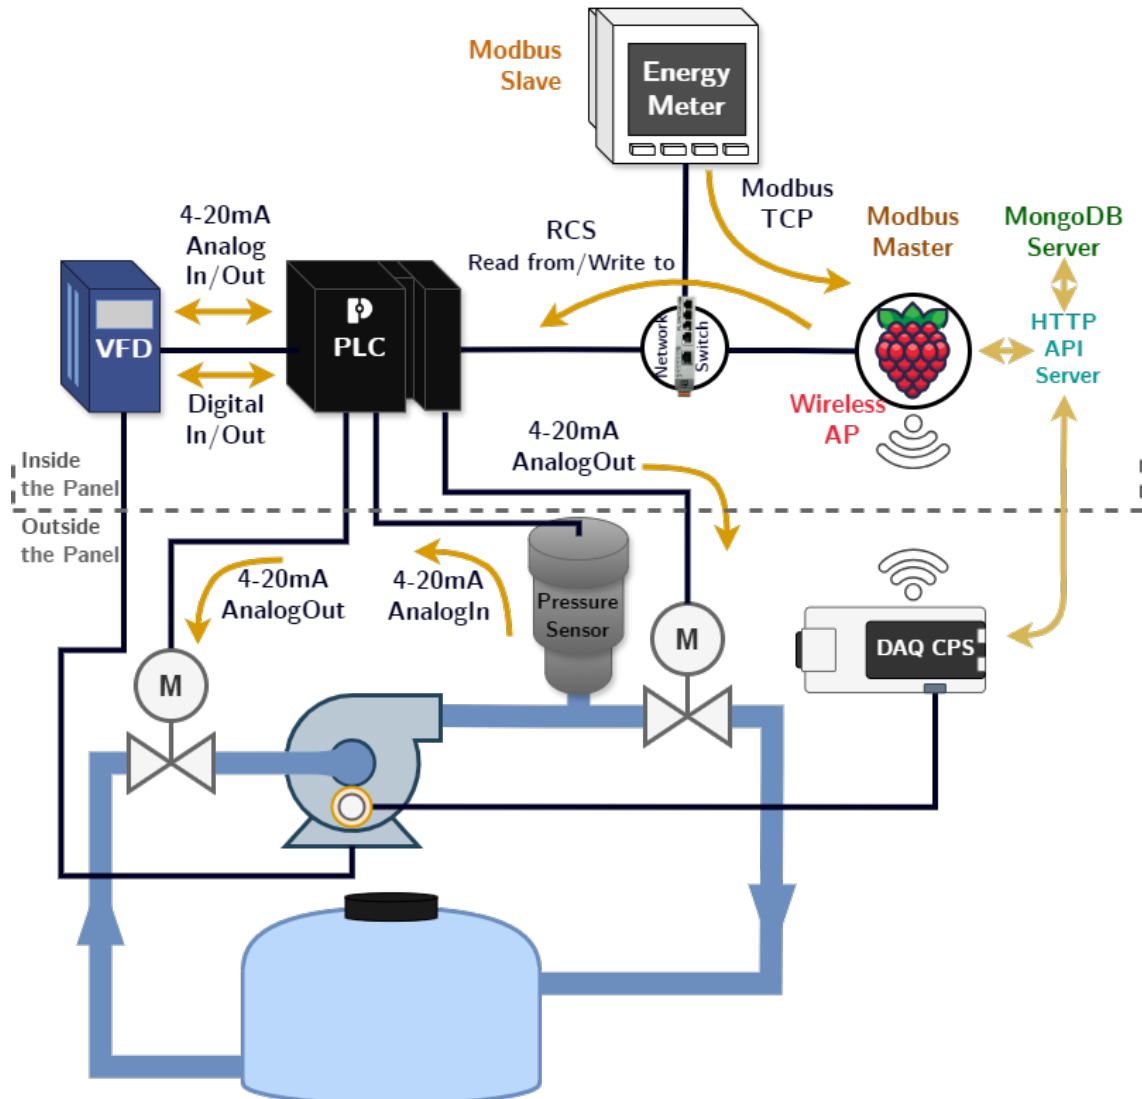 Modbus
Slave
Energy
Meter
4-20mA
Analog
In/Out
RCS
Read from/Write to
Modbus
TCP
Modbus
Master
MongoDB
Server
VFD
PLC
Network
Switch
HTTP
API
Server
Digital
In/Out
Wireless
AP
4-20mA
AnalogOut
Inside
the Panel
Outside
the Panel
4-20mA
AnalogOut
4-20mA
AnalogIn
Pressure
Sensor
M
M
DAQ CPS